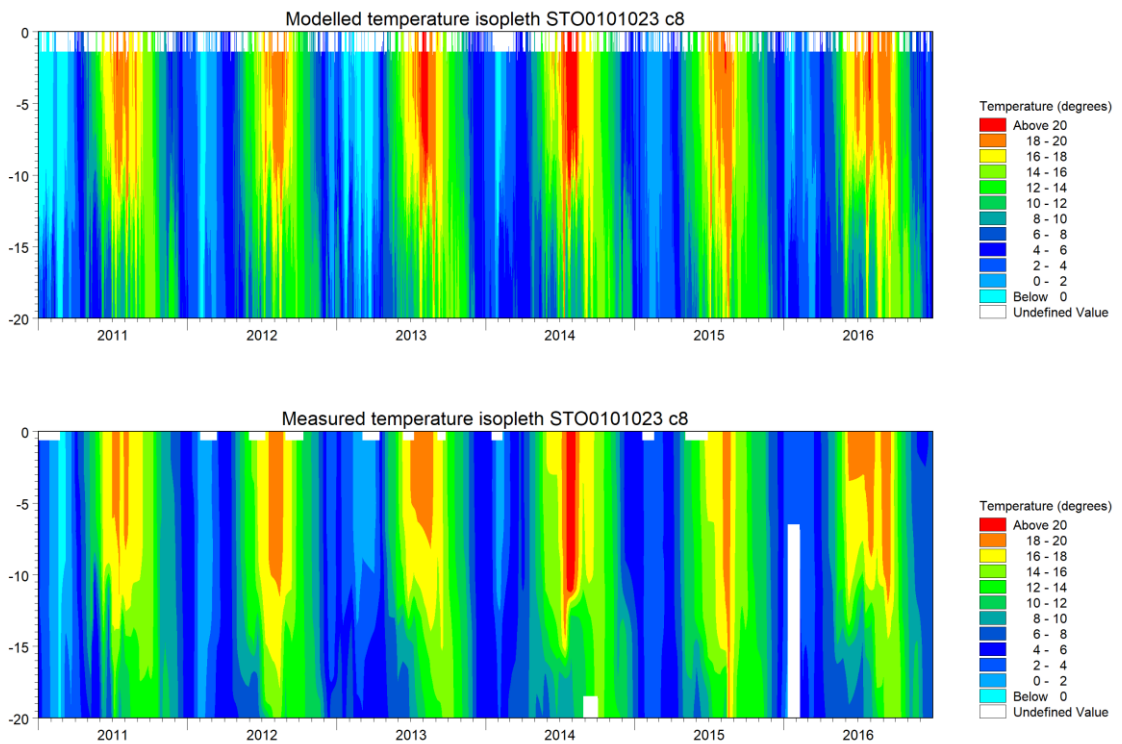 Modelled temperature isopleth STO0101023 c8
0
-5
-10
-15
-20
2011 2012 2013 2014 2015 2016
Temperature (degrees)
Above 20
18 - 20
16 - 18
14 - 16
12 - 14
10 - 12
8 - 10
6 - 8
4 - 6
2 - 4
0 - 2
Below 0
Undefined Value
Measured temperature isopleth STO0101023 c8
0
-5
-10
-15
-20
2011 2012 2013 2014 2015 2016
Temperature (degrees)
Above 20
18 - 20
16 - 18
14 - 16
12 - 14
10 - 12
8 - 10
6 - 8
4 - 6
2 - 4
0 - 2
Below 0
Undefined Value